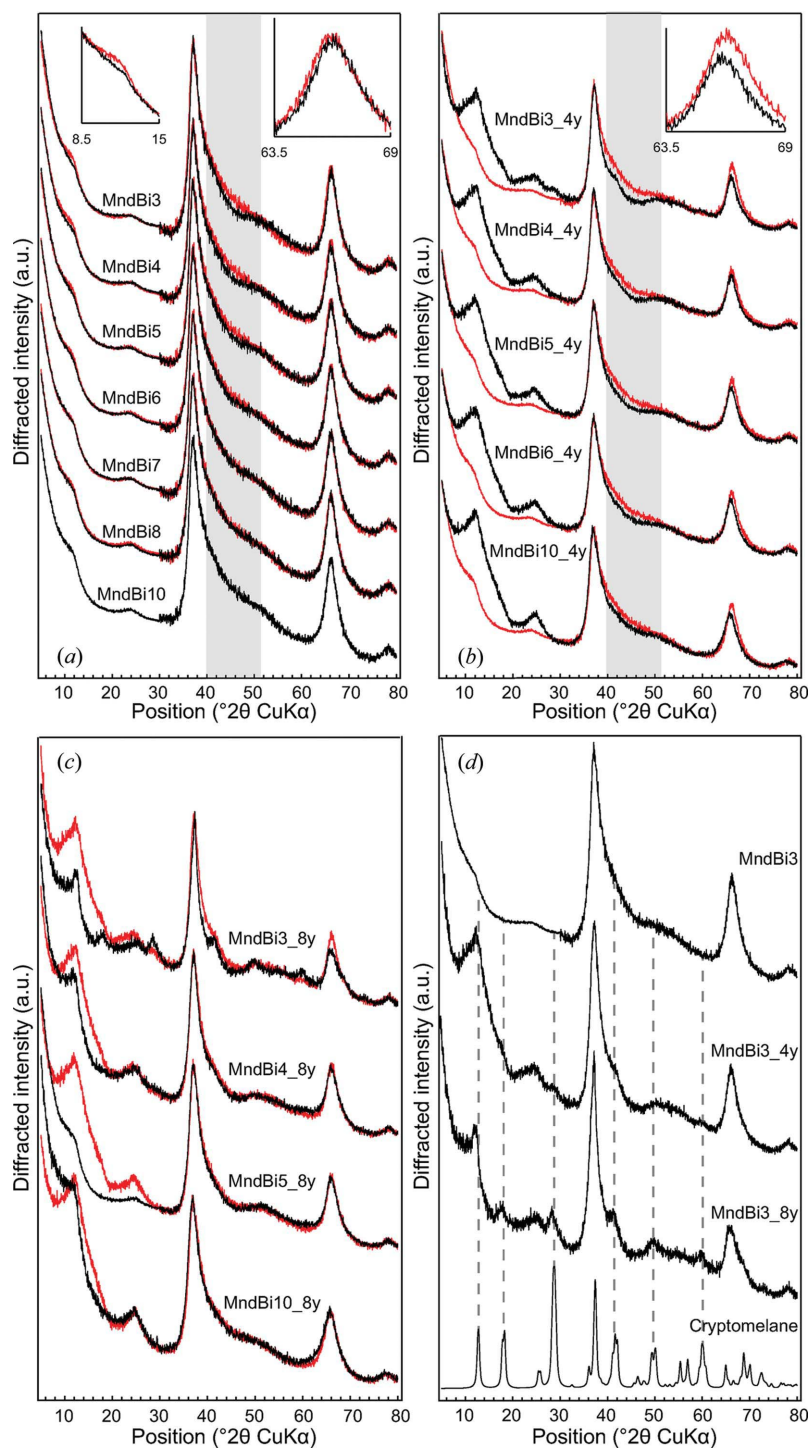 (a)
8.5
15
63.5
69
MndBi3
MndBi4
MndBi5
MndBi6
MndBi7
MndBi8
MndBi10
Diffracted intensity (a.u.)
10 20 30 40 50 60 70 80
Position (°2θ CuKα)
(b)
63.5
69
MndBi3_4y
MndBi4_4y
MndBi5_4y
MndBi6_4y
MndBi10_4y
Diffracted intensity (a.u.)
10 20 30 40 50 60 70 80
Position (°2θ CuKα)
(c)
MndBi3_8y
MndBi4_8y
MndBi5_8y
MndBi10_8y
Diffracted intensity (a.u.)
10 20 30 40 50 60 70 80
Position (°2θ CuKα)
(d)
MndBi3
MndBi3_4y
MndBi3_8y
Cryptomelane
Diffracted intensity (a.u.)
10 20 30 40 50 60 70 80
Position (°2θ CuKα)